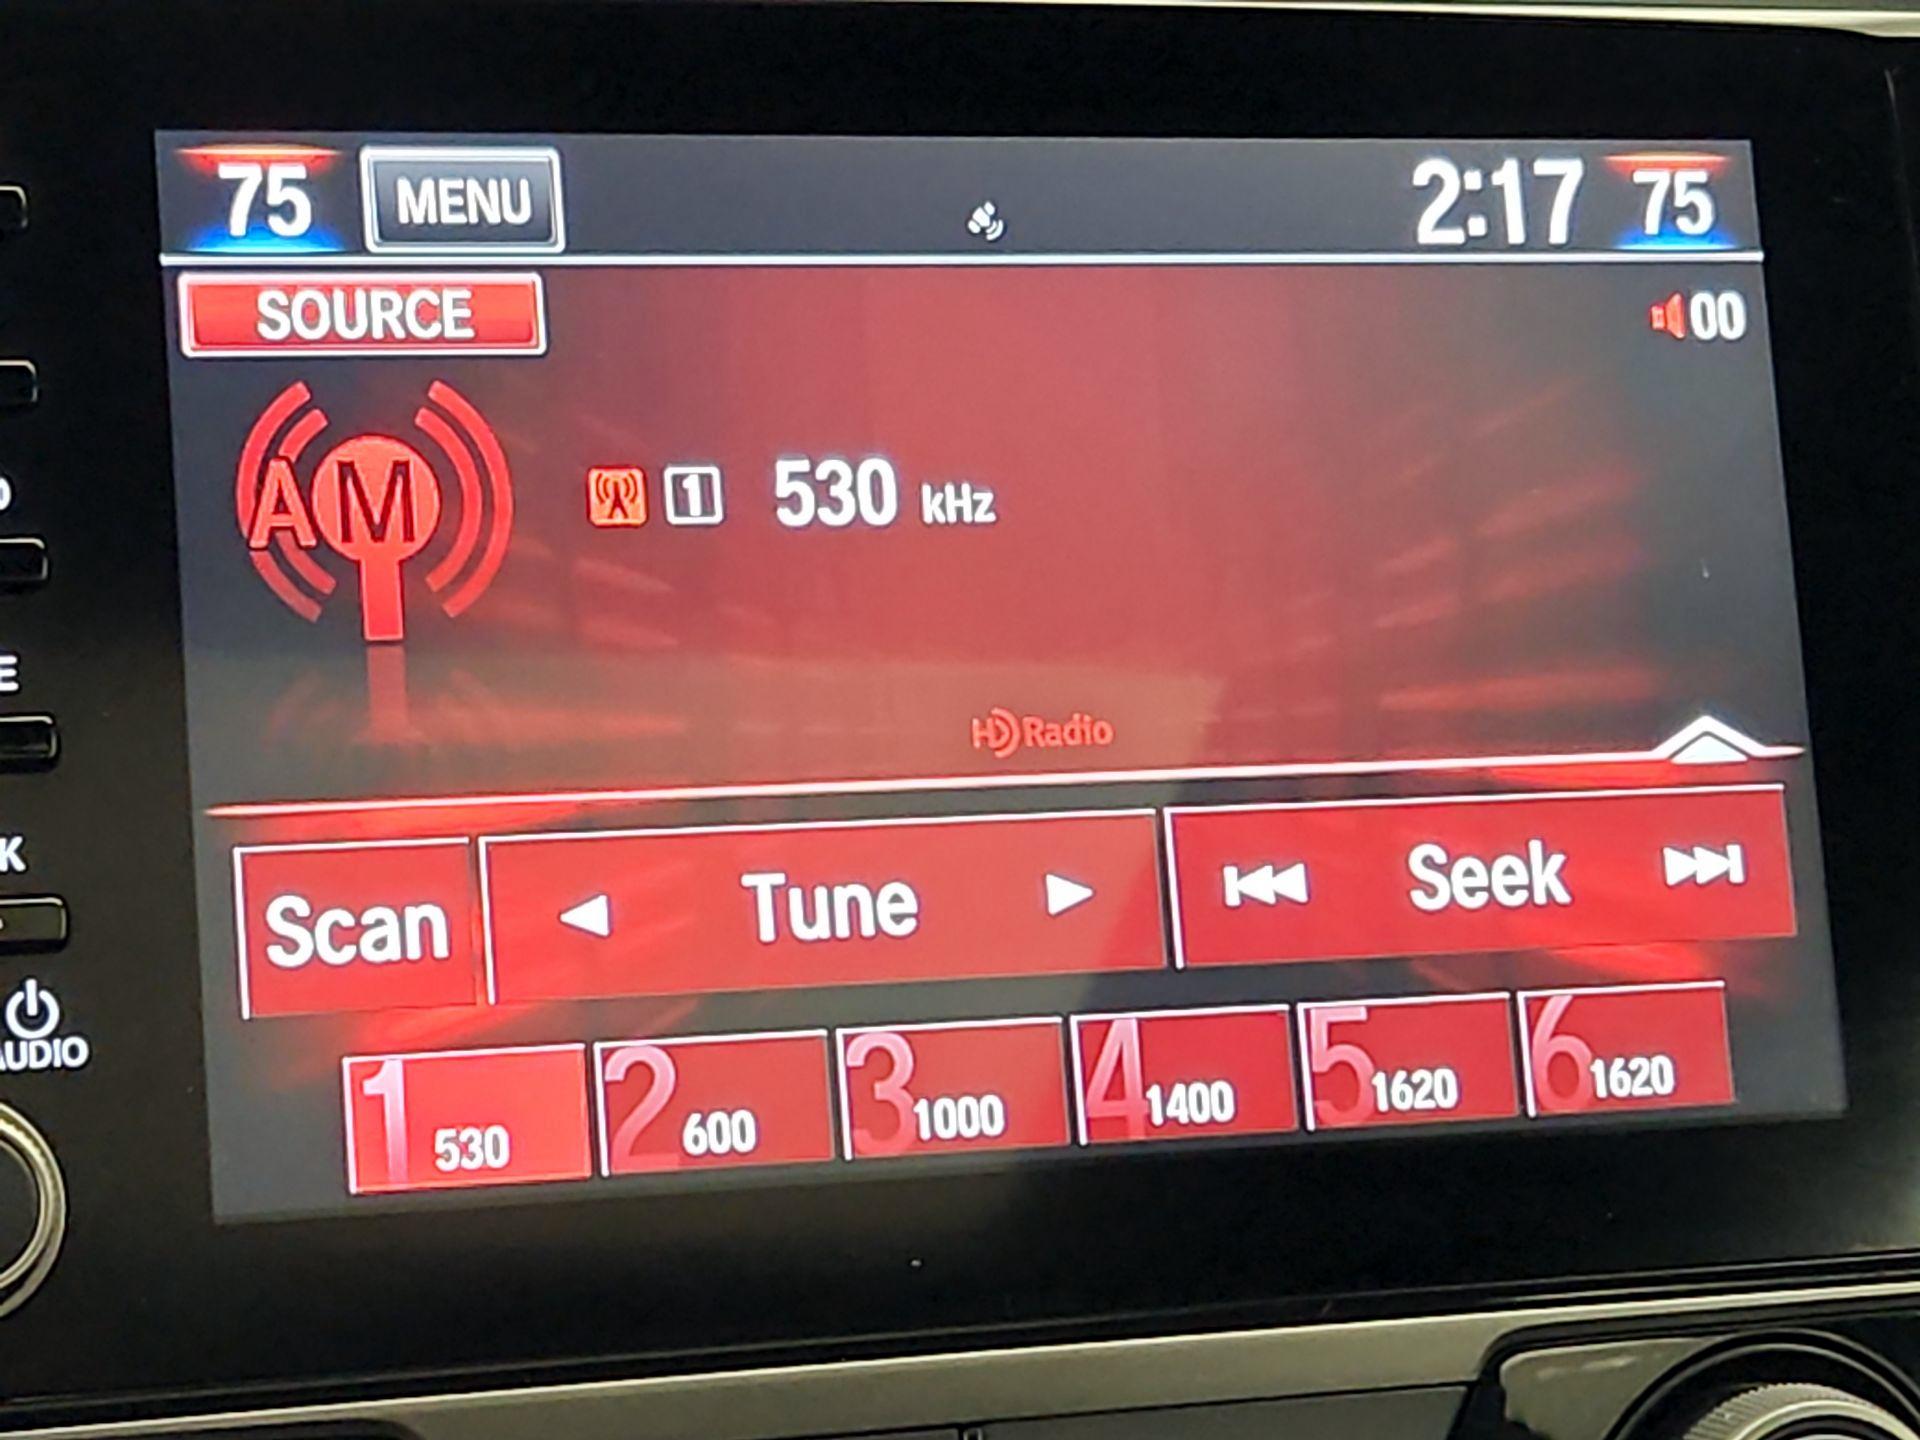 75 MENU 2:17 75
SOURCE 00
AM 1 530 kHz
HD Radio
Scan Tune Seek
1 530 2 600 3 1000 4 1400 5 1620 6 1620
E
K
AUDIO